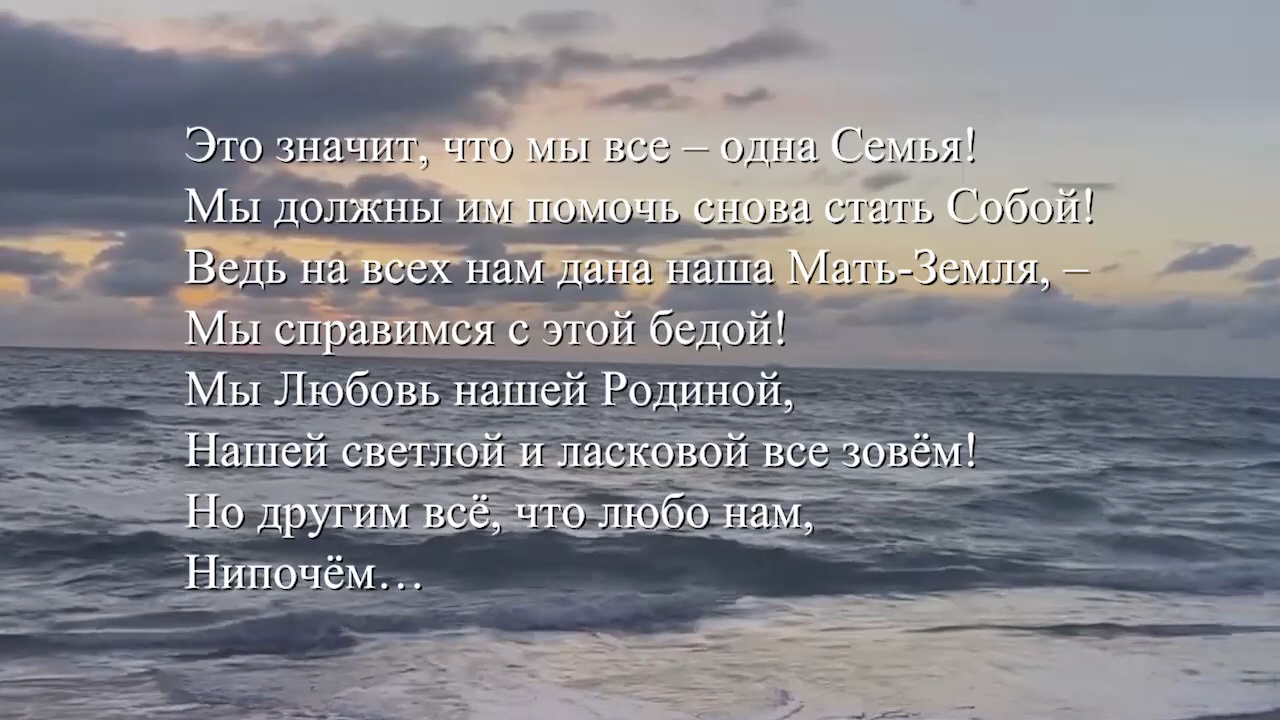 Это значит, что мы все – одна Семья!
Мы должны им помочь снова стать Собой!
Ведь на всех нам дана наша Мать-Земля, –
Мы справимся с этой бедой!
Мы Любовь нашей Родиной,
Нашей светлой и ласковой все зовём!
Но другим всё, что любо нам,
Нипочём…